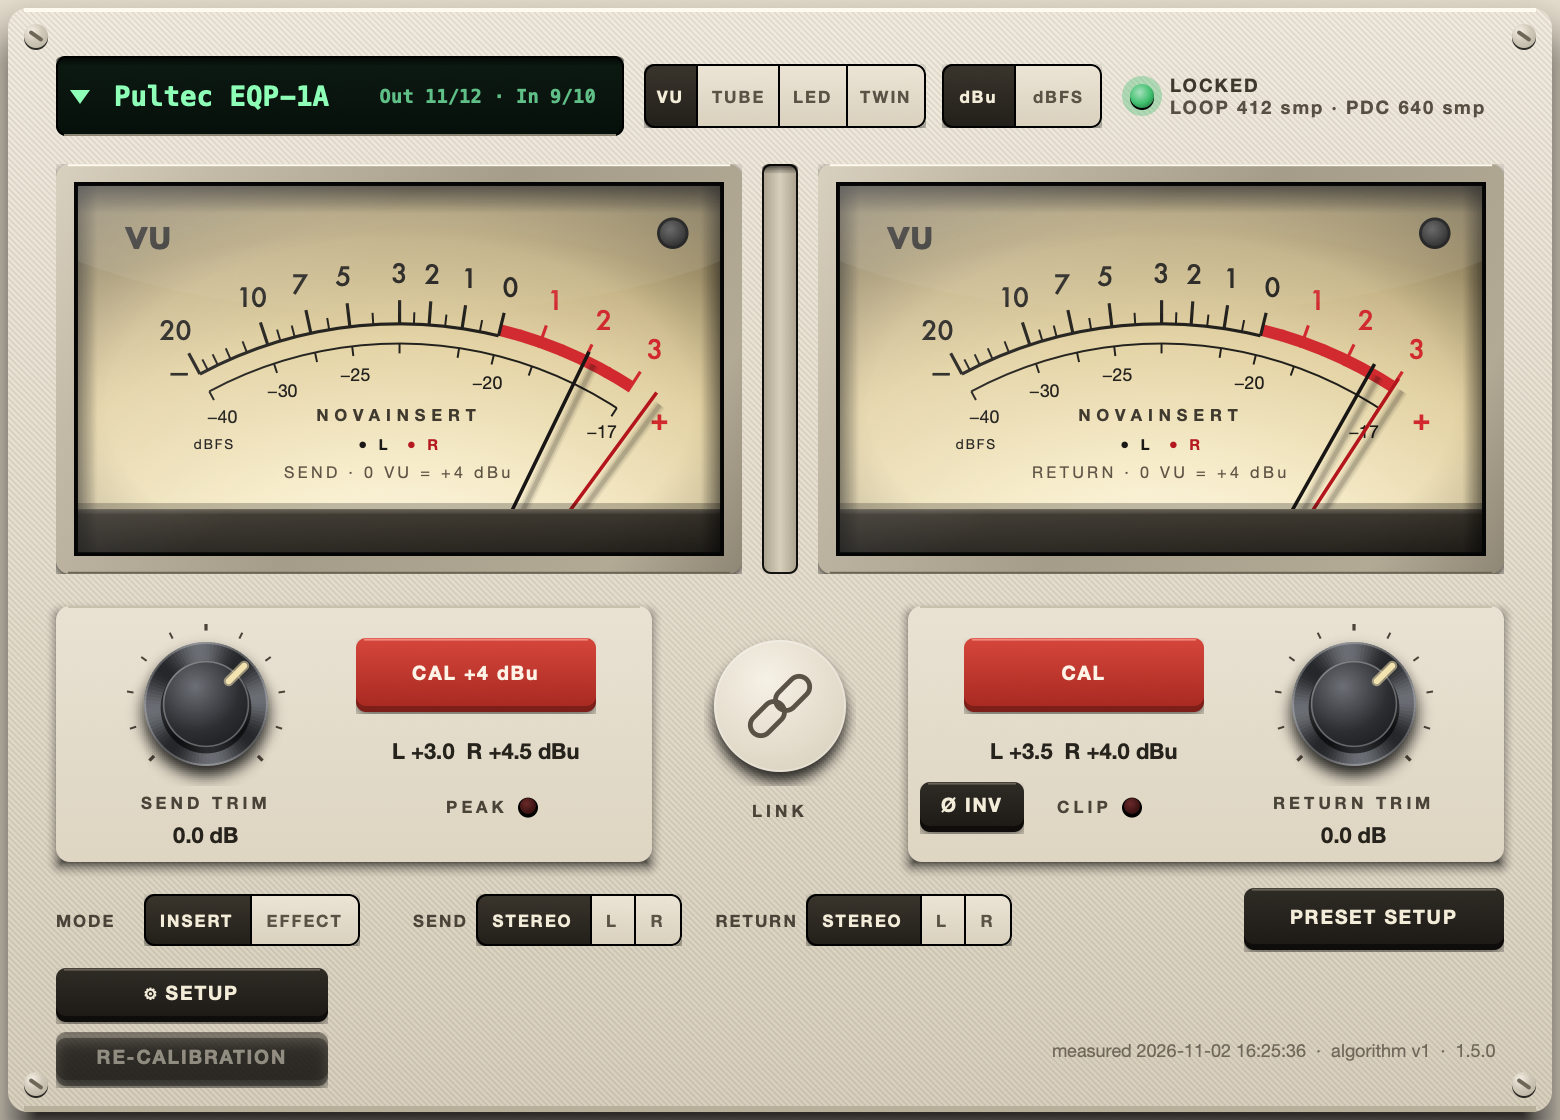 Pultec EQP–1A Out 11/12 · In 9/10
VU TUBE LED TWIN
dBu dBFS
LOCKED
LOOP 412 smp · PDC 640 smp
VU
20 10 7 5 3 2 1 0 1 2 3
– +
−40 −30 −25 −20 −17
dBFS
NOVAINSERT
• L • R
SEND · 0 VU = +4 dBu
VU
20 10 7 5 3 2 1 0 1 2 3
– +
−40 −30 −25 −20 −17
dBFS
NOVAINSERT
• L • R
RETURN · 0 VU = +4 dBu
SEND TRIM
0.0 dB
CAL +4 dBu
L +3.0 R +4.5 dBu
PEAK
LINK
CAL
L +3.5 R +4.0 dBu
Ø INV
CLIP
RETURN TRIM
0.0 dB
MODE INSERT EFFECT
SEND STEREO L R
RETURN STEREO L R
PRESET SETUP
⚙ SETUP
RE-CALIBRATION
measured 2026-11-02 16:25:36 · algorithm v1 · 1.5.0